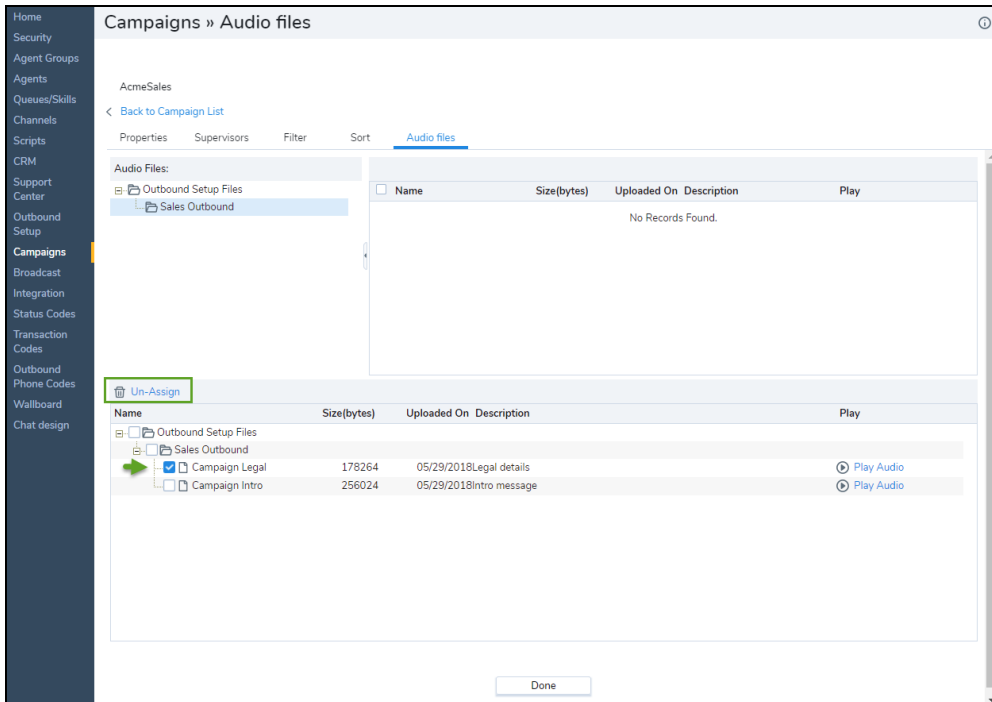 Home
Security
Agent Groups
Agents
Queues/Skills
Channels
Scripts
CRM
Support
Center
Outbound
Setup
Campaigns
Broadcast
Integration
Status Codes
Transaction
Codes
Outbound
Phone Codes
Wallboard
Chat design
Campaigns » Audio files
AcmeSales
< Back to Campaign List
Properties Supervisors Filter Sort Audio files
Audio Files:
Outbound Setup Files
Sales Outbound
Name Size(bytes) Uploaded On Description Play
No Records Found.
Un-Assign
Name Size(bytes) Uploaded On Description Play
Outbound Setup Files
Sales Outbound
Campaign Legal 178264 05/29/2018Legal details Play Audio
Campaign Intro 256024 05/29/2018Intro message Play Audio
Done